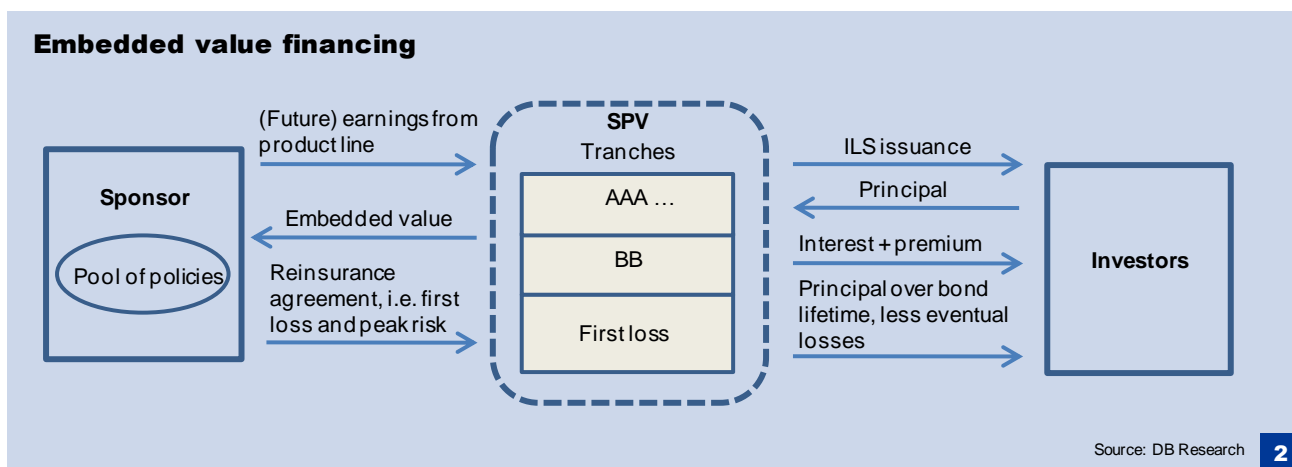 Embedded value financing
(Future) earnings from
product line
Sponsor
Pool of policies
Embedded value
Reinsurance
agreement, i.e. first
loss and peak risk
SPV
Tranches
AAA ...
BB
First loss
ILS issuance
Principal
Interest + premium
Principal over bond
lifetime, less eventual
losses
Investors
Source: DB Research
2